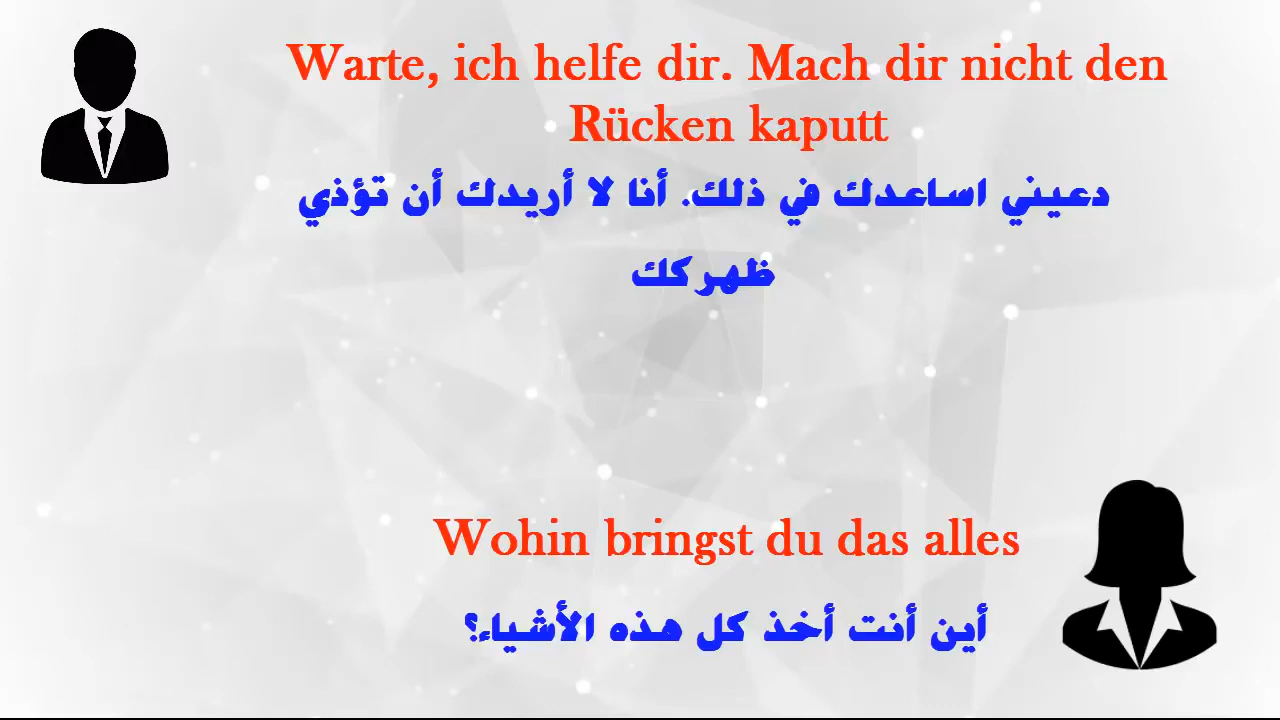 Warte, ich helfe dir. Mach dir nicht den
Rücken kaputt
دعيني اساعدك في ذلك. أنا لا أريدك أن تؤذي
ظهركك
Wohin bringst du das alles
أين أنت أخذ كل هذه الأشياء؟